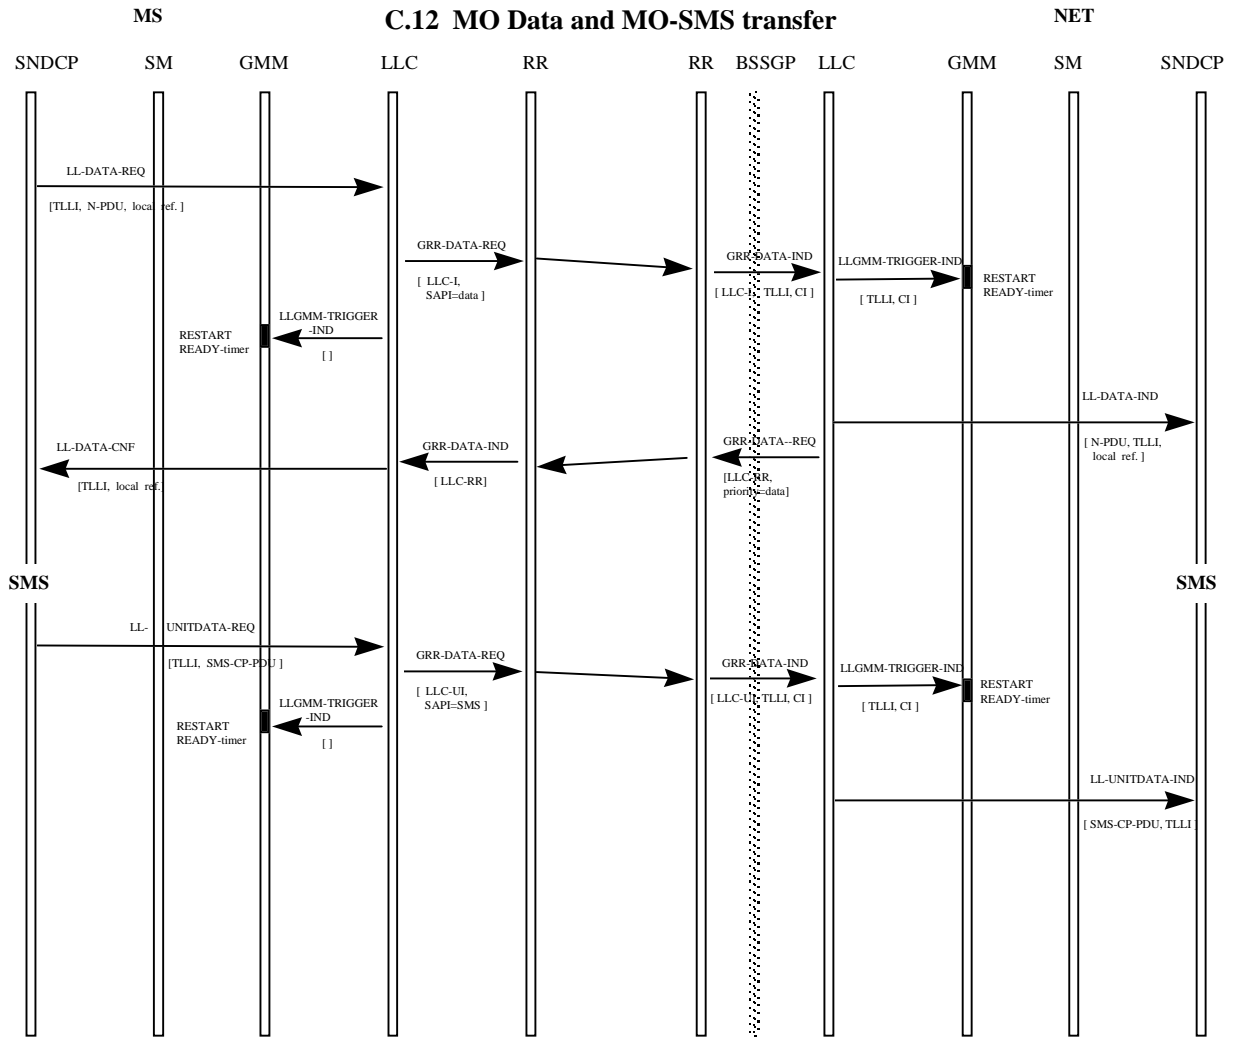 MS
C.12 MO Data and MO-SMS transfer
NET
SNDCP SM GMM LLC RR RR BSSGP LLC GMM SM SNDCP
LL-DATA-REQ
[TLLI, N-PDU, local ref. ]
GRR-DATA-REQ
[ LLC-I,
SAPI=data ]
GRR-DATA-IND
[ LLC-I, TLLI, CI ]
LLGMM-TRIGGER-IND
[ TLLI, CI ]
RESTART
READY-timer
LLGMM-TRIGGER
-IND
[ ]
RESTART
READY-timer
LL-DATA-IND
[ N-PDU, TLLI,
local ref. ]
LL-DATA-CNF
[TLLI, local ref.]
GRR-DATA-IND
[ LLC-RR]
GRR-DATA--REQ
[LLC-RR,
priority=data]
SMS
SMS
LL- UNITDATA-REQ
[TLLI, SMS-CP-PDU ]
GRR-DATA-REQ
[ LLC-UI,
SAPI=SMS ]
GRR-DATA-IND
[ LLC-UI, TLLI, CI ]
LLGMM-TRIGGER-IND
[ TLLI, CI ]
RESTART
READY-timer
LLGMM-TRIGGER
-IND
[ ]
RESTART
READY-timer
LL-UNITDATA-IND
[ SMS-CP-PDU, TLLI ]